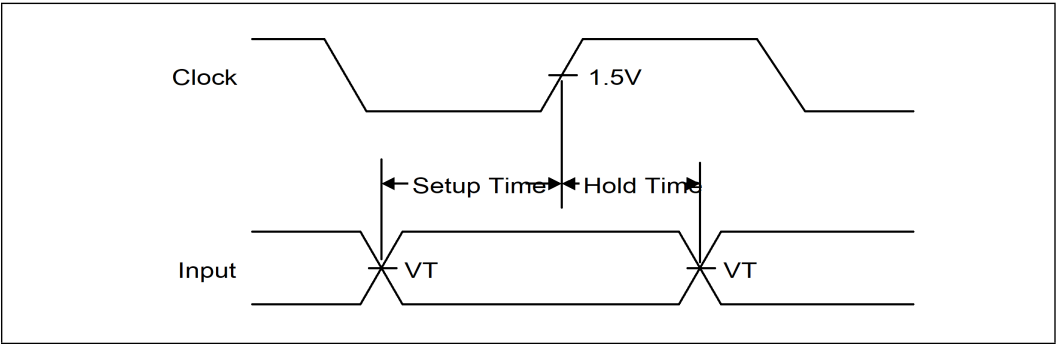 Clock
1.5V
Setup Time
Hold Time
Input
VT
VT